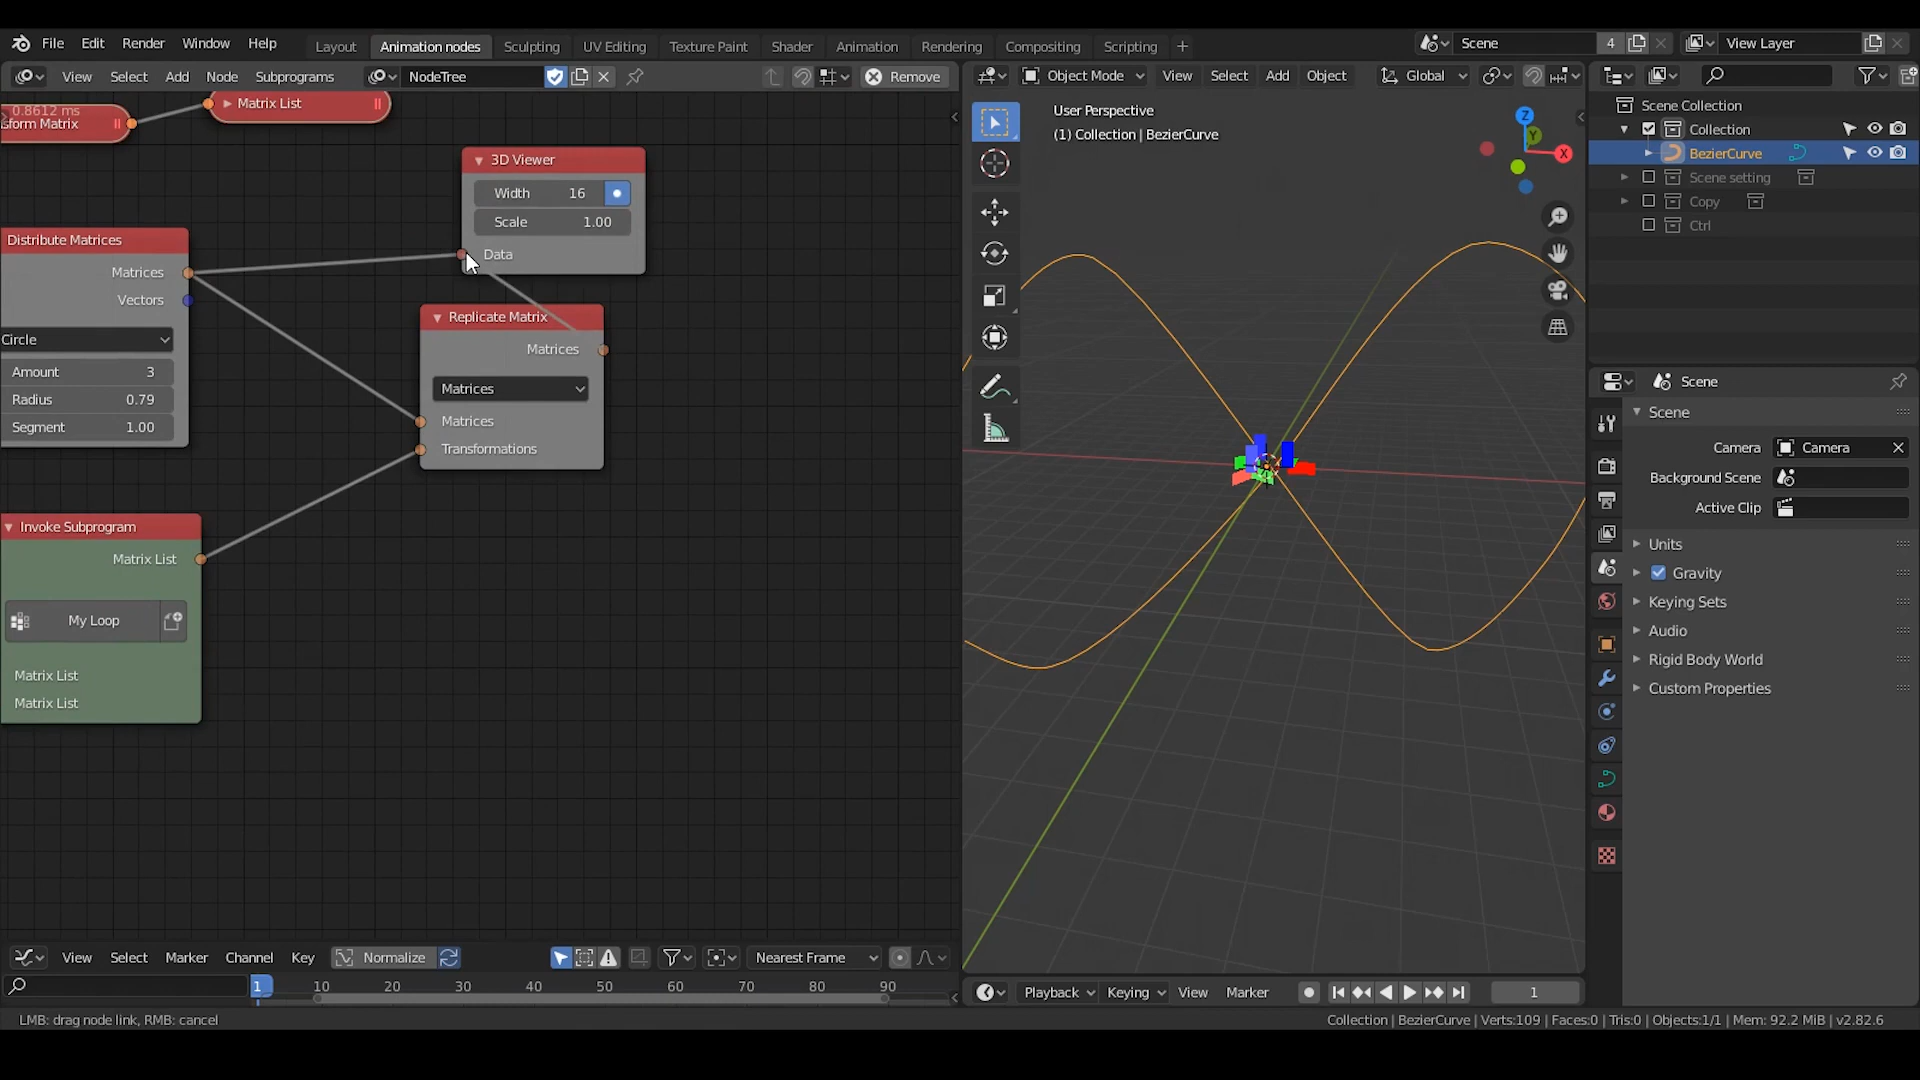 File Edit Render Window Help
Layout Animation nodes Sculpting UV Editing Texture Paint Shader Animation Rendering Compositing Scripting +
Scene 4
View Layer
View Select Add Node Subprograms
NodeTree
Remove
Object Mode View Select Add Object Global
0.8612 ms
sform Matrix
Matrix List
3D Viewer
Width 16
Scale 1.00
Data
Distribute Matrices
Matrices
Vectors
Circle
Amount 3
Radius 0.79
Segment 1.00
Replicate Matrix
Matrices
Matrices
Matrices
Transformations
Invoke Subprogram
Matrix List
My Loop
Matrix List
Matrix List
User Perspective
(1) Collection | BezierCurve
Z
Y
X
Scene Collection
Collection
BezierCurve
Scene setting
Copy
Ctrl
Scene
Scene
Camera Camera
Background Scene
Active Clip
Units
Gravity
Keying Sets
Audio
Rigid Body World
Custom Properties
View Select Marker Channel Key Normalize Nearest Frame
1 10 20 30 40 50 60 70 80 90
Playback Keying View Marker 1
LMB: drag node link, RMB: cancel
Collection | BezierCurve | Verts:109 | Faces:0 | Tris:0 | Objects:1/1 | Mem: 92.2 MiB | v2.82.6